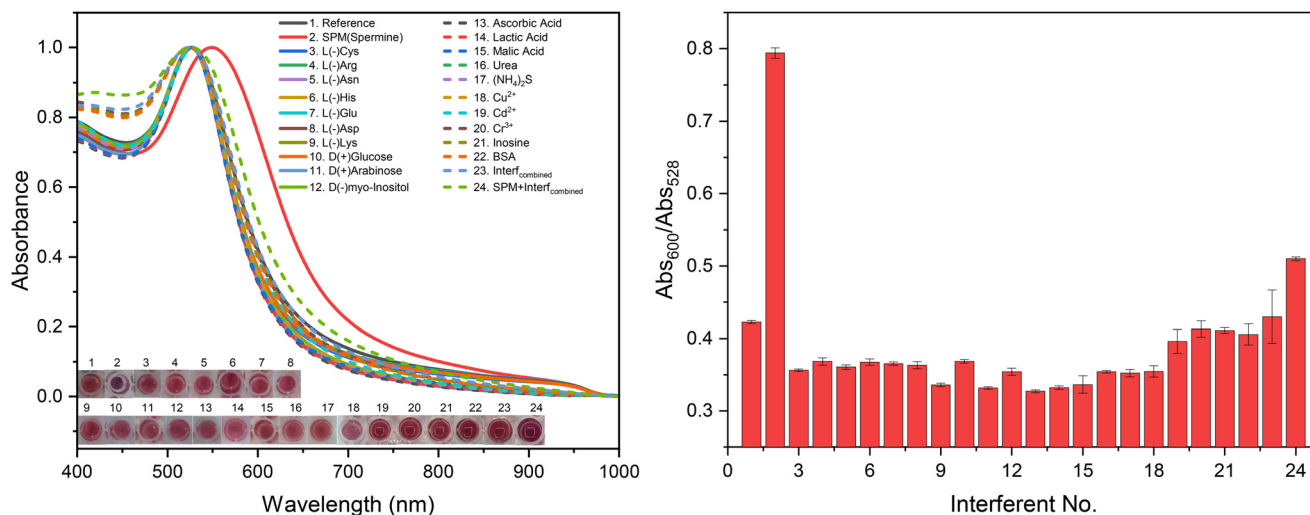 1.0
0.8
0.6
0.4
0.2
0.0
Absorbance
1. Reference
2. SPM(Spermine)
3. L(-)Cys
4. L(-)Arg
5. L(-)Asn
6. L(-)His
7. L(-)Glu
8. L(-)Asp
9. L(-)Lys
10. D(+)Glucose
11. D(+)Arabinose
12. D(-)myo-Inositol
13. Ascorbic Acid
14. Lactic Acid
15. Malic Acid
16. Urea
17. (NH₄)₂S
18. Cu²⁺
19. Cd²⁺
20. Cr³⁺
21. Inosine
22. BSA
23. Interf combined
24. SPM+Interf combined
1 2 3 4 5 6 7 8
9 10 11 12 13 14 15 16 17 18 19 20 21 22 23 24
400 500 600 700 800 900 1000
Wavelength (nm)
0.8
0.7
0.6
0.5
0.4
0.3
Abs₆₀₀/Abs₅₂₈
0 3 6 9 12 15 18 21 24
Interferent No.